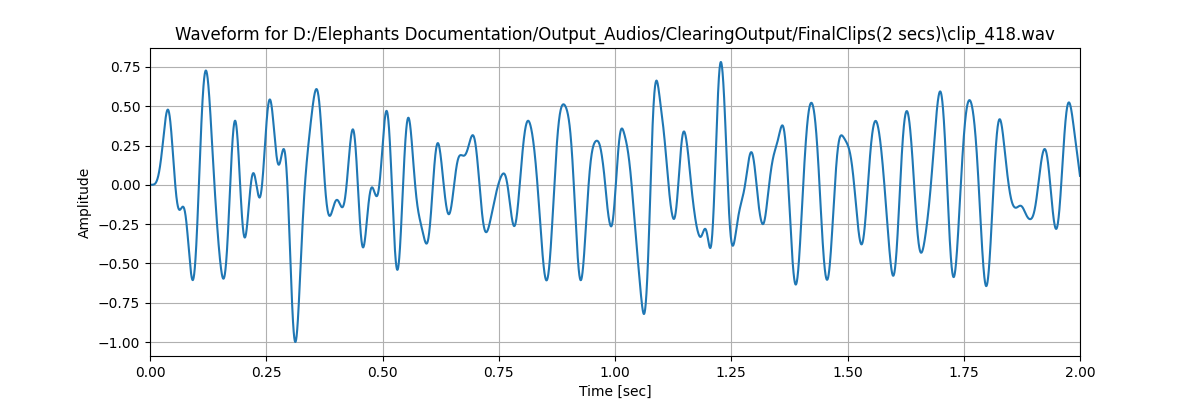 Waveform for D:/Elephants Documentation/Output_Audios/ClearingOutput/FinalClips(2 secs)\clip_418.wav
Amplitude
0.75
0.50
0.25
0.00
−0.25
−0.50
−0.75
−1.00
0.00 0.25 0.50 0.75 1.00 1.25 1.50 1.75 2.00
Time [sec]